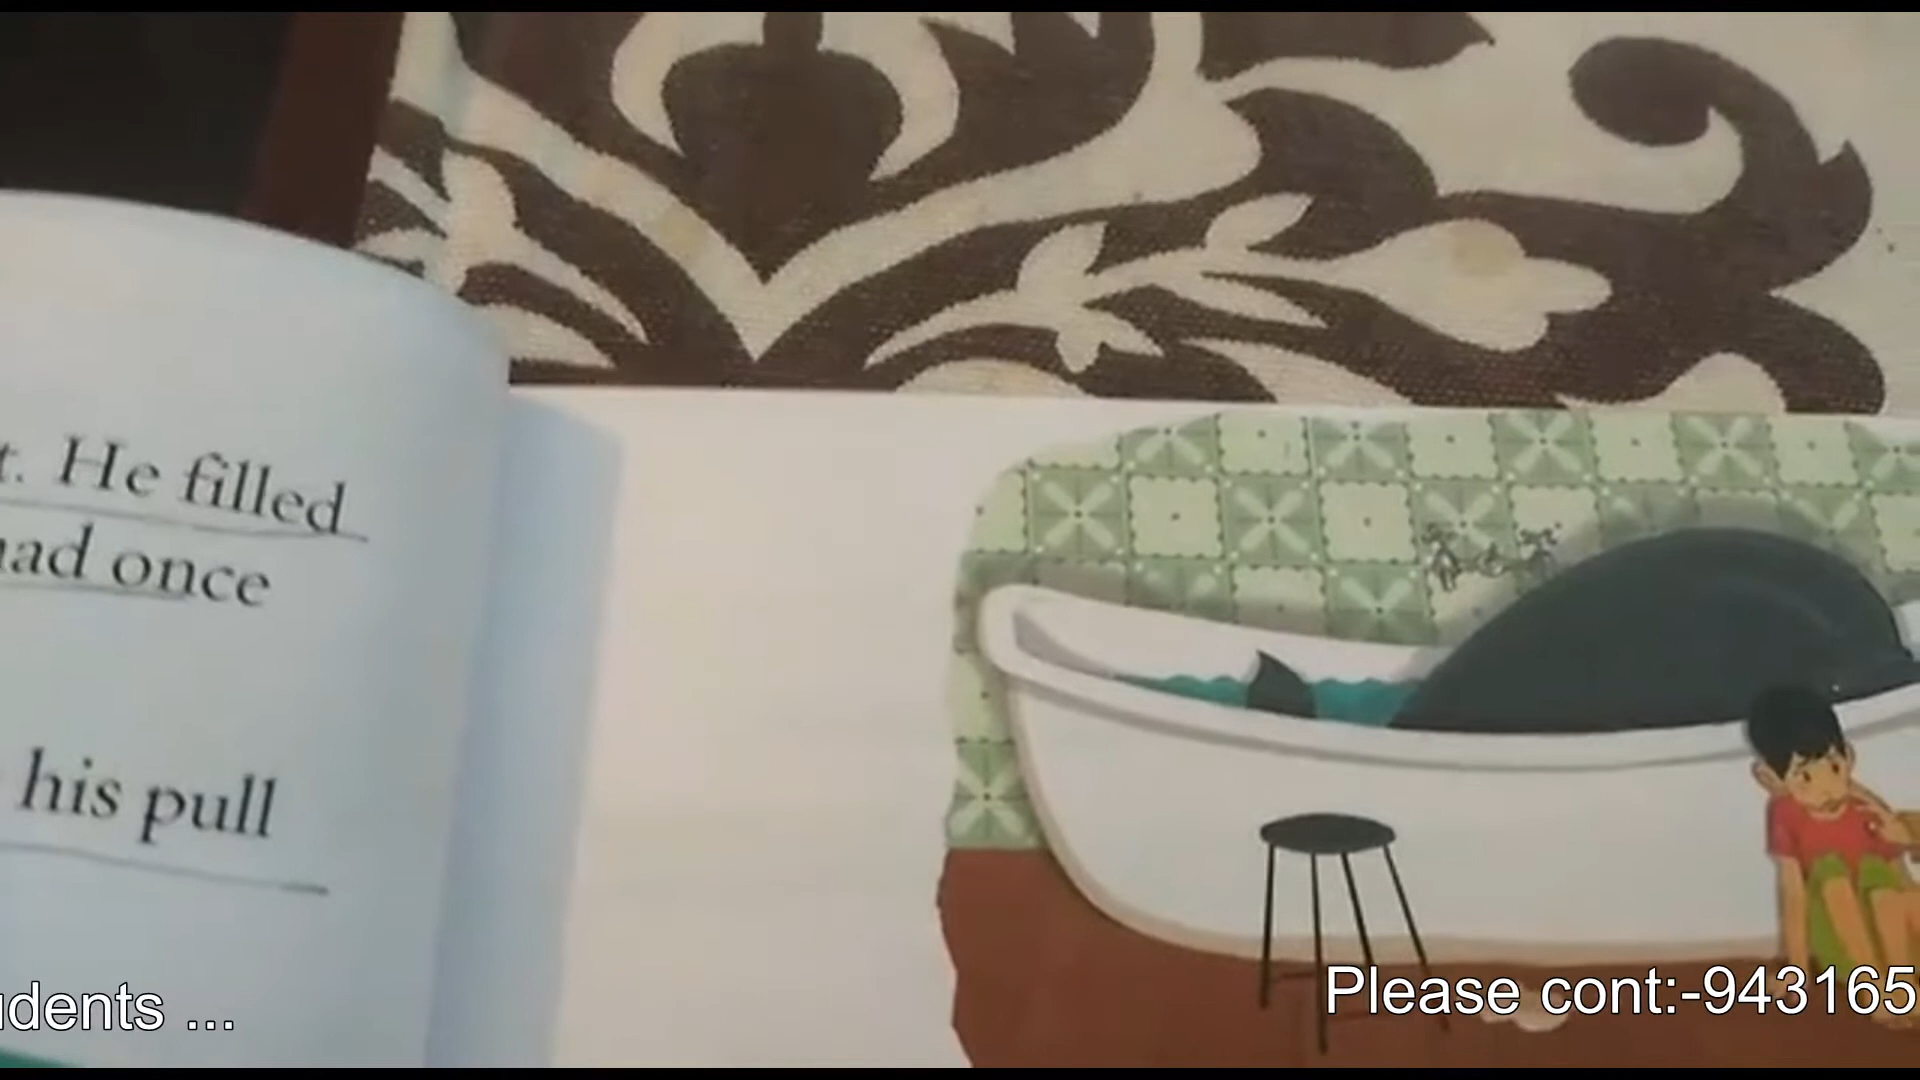 t. He filled
had once
his pull
udents ...
Please cont:-943165